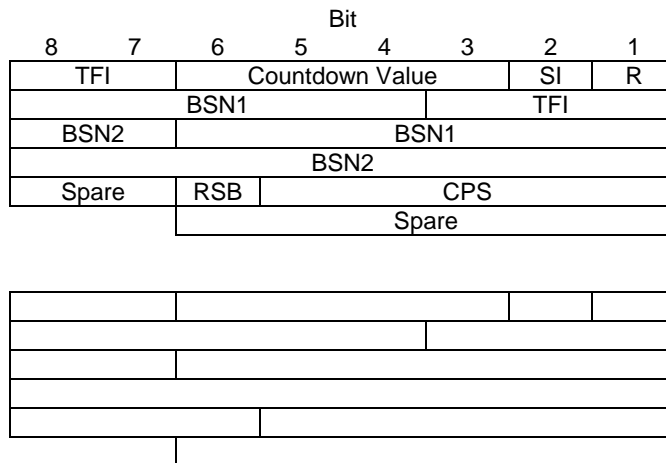 Bit
8 7 6 5 4 3 2 1
TFI Countdown Value SI R
BSN1 TFI
BSN2 BSN1
BSN2
Spare RSB CPS
Spare